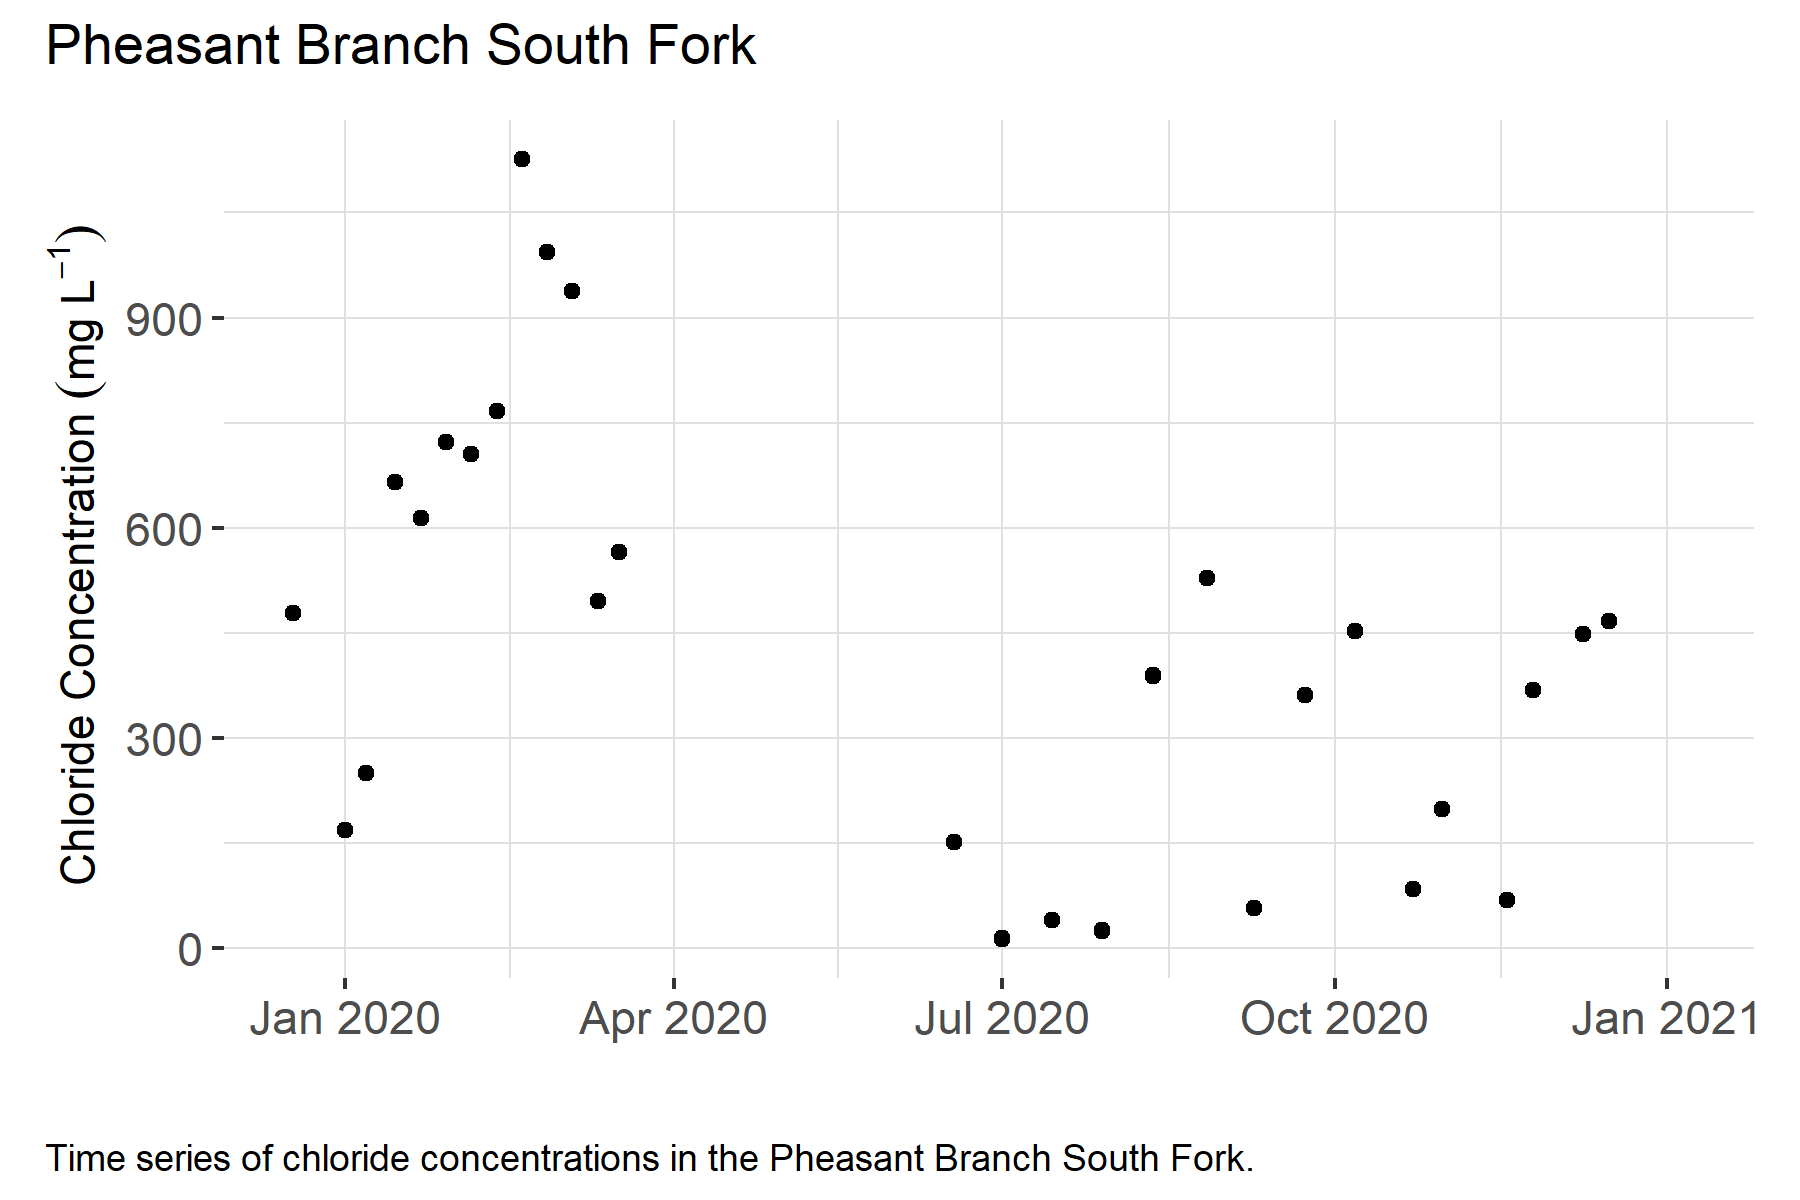 Pheasant Branch South Fork
Chloride Concentration (mg L⁻¹)
900
600
300
0
Jan 2020 Apr 2020 Jul 2020 Oct 2020 Jan 2021
Time series of chloride concentrations in the Pheasant Branch South Fork.